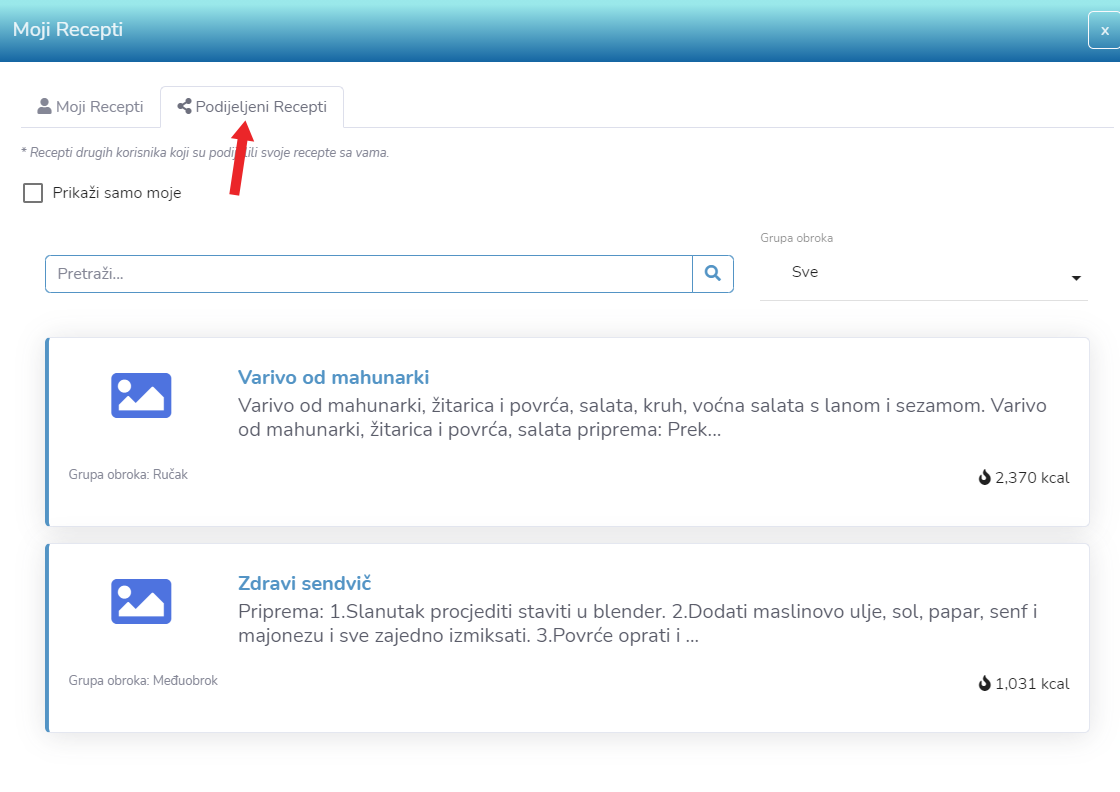 Moji Recepti
x
Moji Recepti
Podijeljeni Recepti
* Recepti drugih korisnika koji su podijelili svoje recepte sa vama.
Prikaži samo moje
Grupa obroka
Pretraži...
Sve
Varivo od mahunarki
Varivo od mahunarki, žitarica i povrća, salata, kruh, voćna salata s lanom i sezamom. Varivo
od mahunarki, žitarica i povrća, salata priprema: Prek...
Grupa obroka: Ručak
2,370 kcal
Zdravi sendvič
Priprema: 1.Slanutak procjediti staviti u blender. 2.Dodati maslinovo ulje, sol, papar, senf i
majonezu i sve zajedno izmiksati. 3.Povrće oprati i ...
Grupa obroka: Međuobrok
1,031 kcal